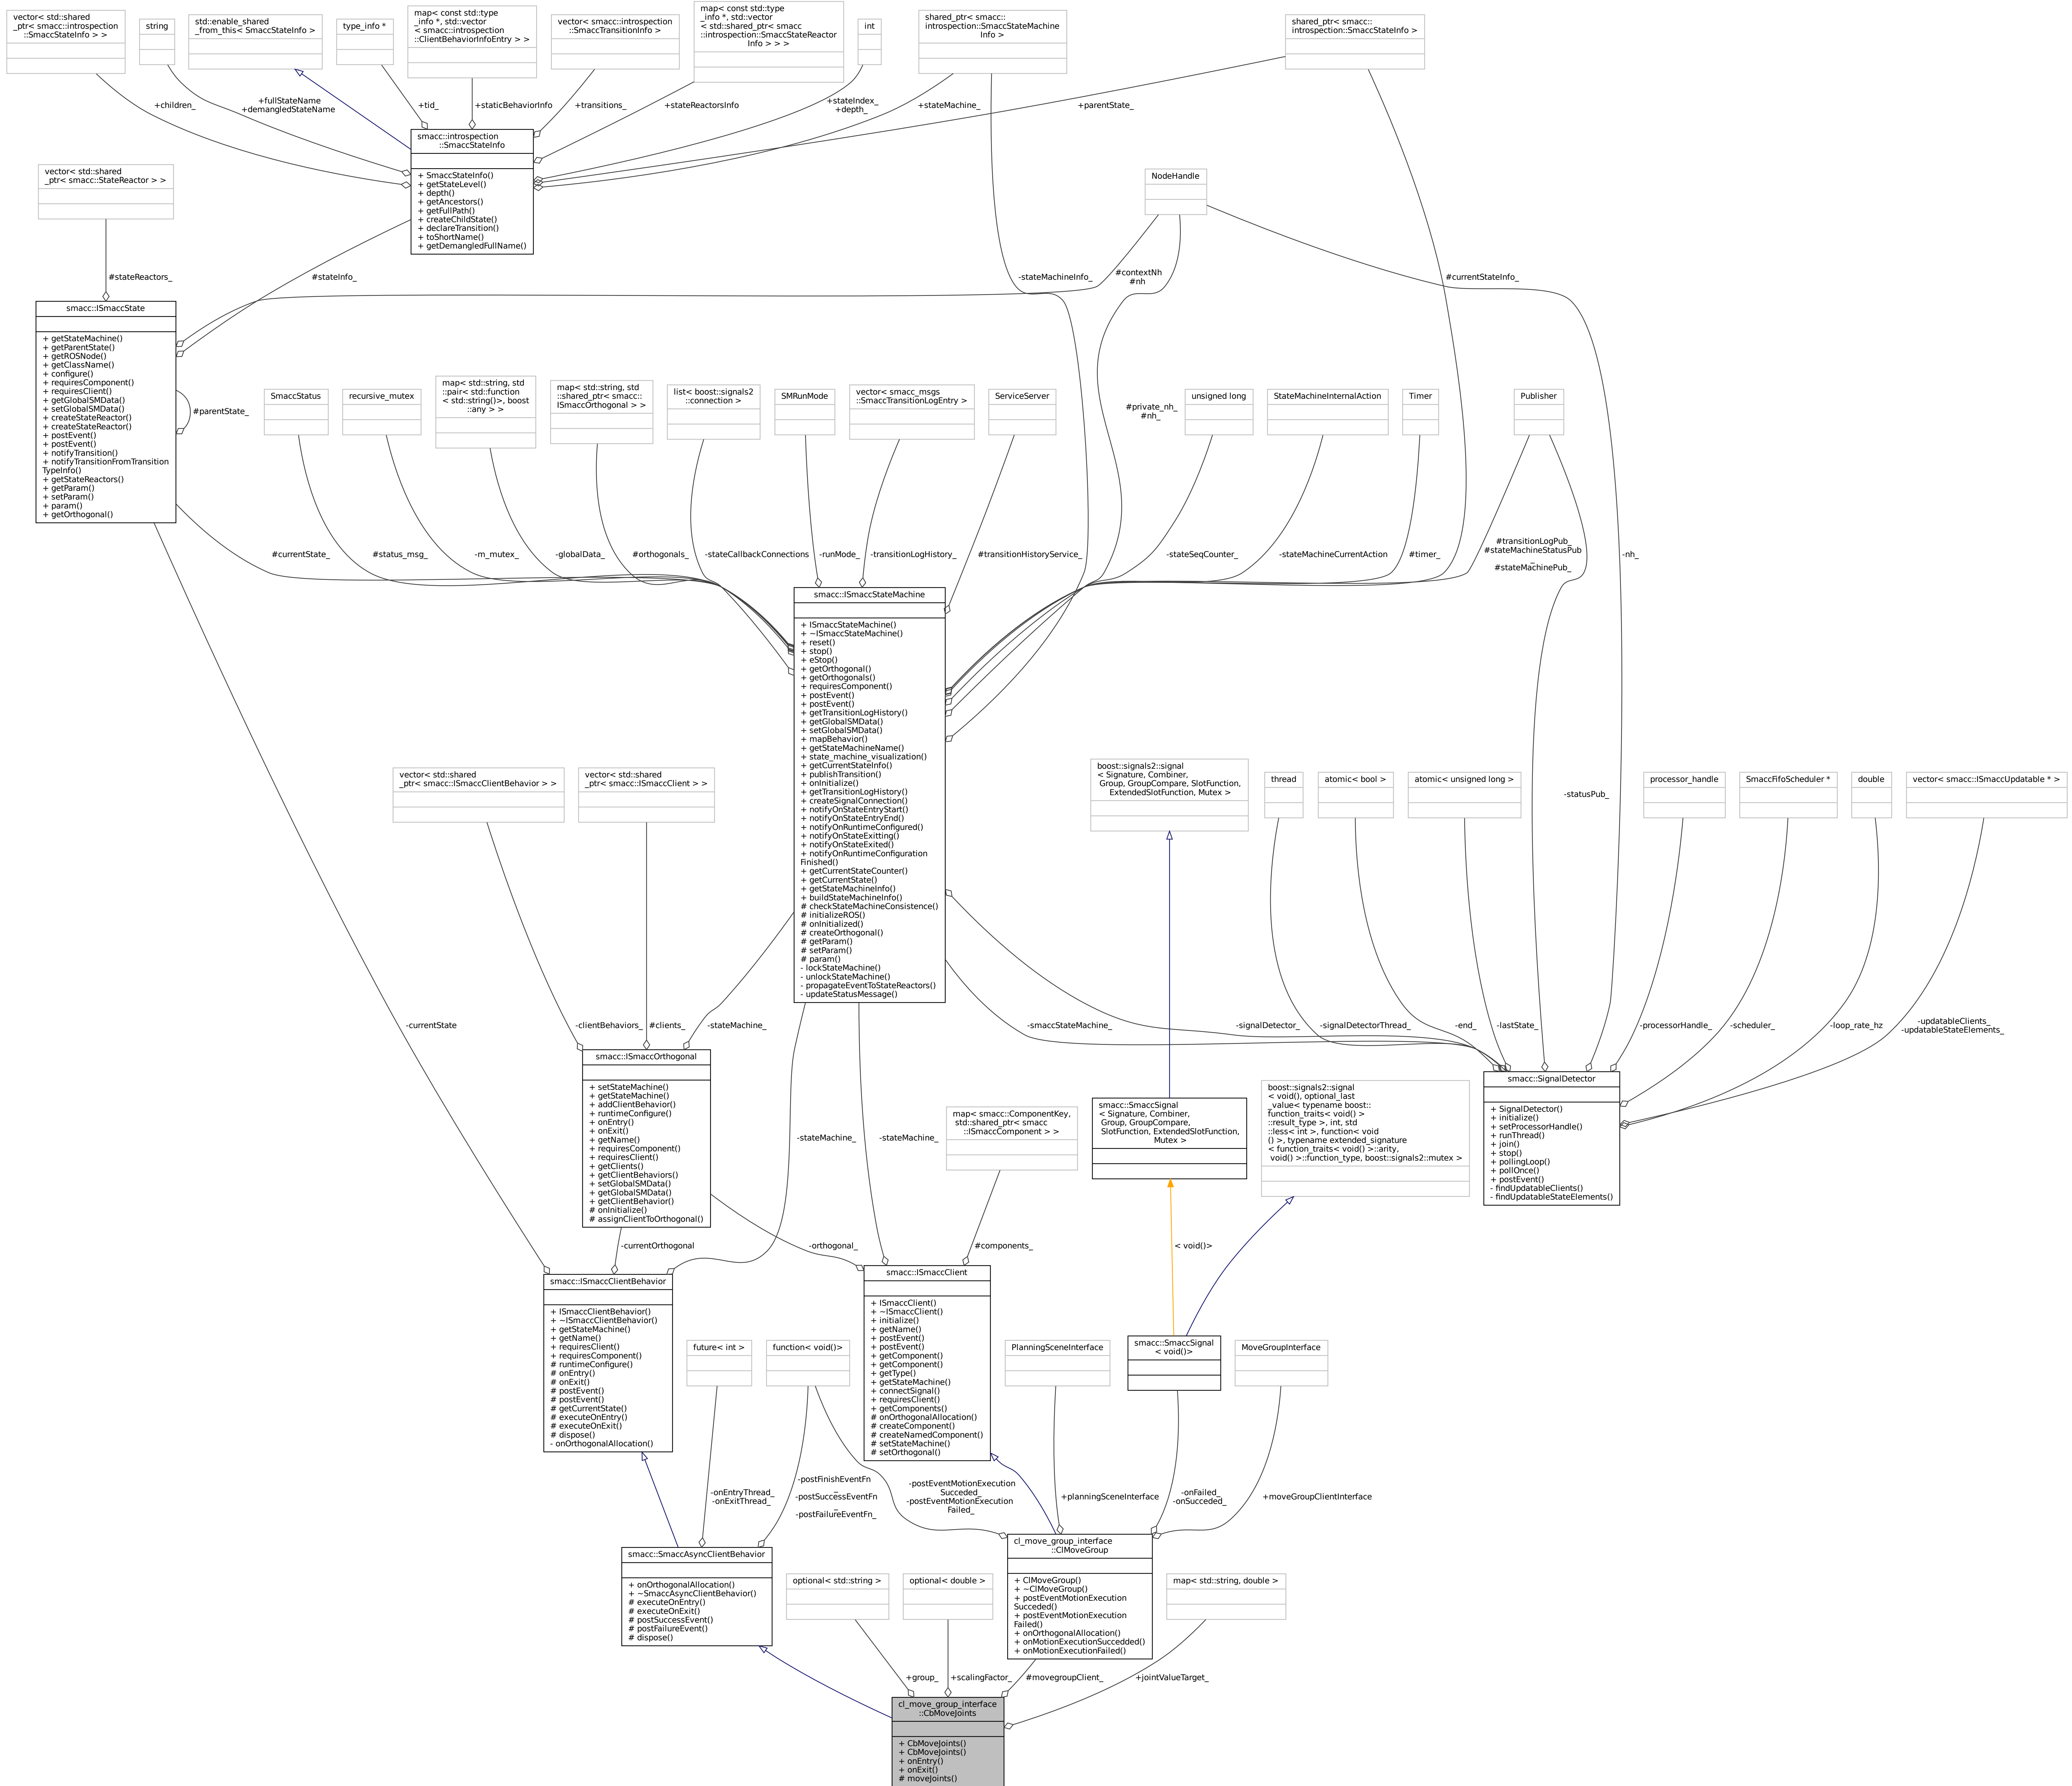 vector< std::shared
_ptr< smacc::introspection
::SmaccStateInfo > >
string
std::enable_shared
_from_this< SmaccStateInfo >
type_info *
map< const std::type
_info *, std::vector
< smacc::introspection
::ClientBehaviorInfoEntry > >
vector< smacc::introspection
::SmaccTransitionInfo >
map< const std::type
_info *, std::vector
< std::shared_ptr< smacc
::introspection::SmaccStateReactor
Info > > >
int
shared_ptr< smacc::
introspection::SmaccStateMachine
Info >
shared_ptr< smacc::
introspection::SmaccStateInfo >
+children_
+fullStateName
+demangledStateName
+tid_
+staticBehaviorInfo
+transitions_
+stateReactorsInfo
+stateIndex_
+depth_
+stateMachine_
+parentState_
smacc::introspection
::SmaccStateInfo
+ SmaccStateInfo()
+ getStateLevel()
+ depth()
+ getAncestors()
+ getFullPath()
+ createChildState()
+ declareTransition()
+ toShortName()
+ getDemangledFullName()
vector< std::shared
_ptr< smacc::StateReactor > >
NodeHandle
#stateReactors_
#stateInfo_
#contextNh
#nh
-stateMachineInfo_
#currentStateInfo_
smacc::ISmaccState
+ getStateMachine()
+ getParentState()
+ getROSNode()
+ getClassName()
+ configure()
+ requiresComponent()
+ requiresClient()
+ getGlobalSMData()
+ setGlobalSMData()
+ createStateReactor()
+ createStateReactor()
+ postEvent()
+ postEvent()
+ notifyTransition()
+ notifyTransitionFromTransition
TypeInfo()
+ getStateReactors()
+ getParam()
+ setParam()
+ param()
+ getOrthogonal()
#parentState_
SmaccStatus
recursive_mutex
map< std::string, std
::pair< std::function
< std::string()>, boost
::any > >
map< std::string, std
::shared_ptr< smacc::
ISmaccOrthogonal > >
list< boost::signals2
::connection >
SMRunMode
vector< smacc_msgs
::SmaccTransitionLogEntry >
ServiceServer
#private_nh_
#nh_
unsigned long
StateMachineInternalAction
Timer
Publisher
#currentState_
#status_msg_
-m_mutex_
-globalData_
#orthogonals_
-stateCallbackConnections
-runMode_
-transitionLogHistory_
#transitionHistoryService_
-stateSeqCounter_
-stateMachineCurrentAction
#timer_
#transitionLogPub_
#stateMachineStatusPub
_
#stateMachinePub_
-nh_
smacc::ISmaccStateMachine
+ ISmaccStateMachine()
+ ~ISmaccStateMachine()
+ reset()
+ stop()
+ eStop()
+ getOrthogonal()
+ getOrthogonals()
+ requiresComponent()
+ postEvent()
+ postEvent()
+ getTransitionLogHistory()
+ getGlobalSMData()
+ setGlobalSMData()
+ mapBehavior()
+ getStateMachineName()
+ state_machine_visualization()
+ getCurrentStateInfo()
+ publishTransition()
+ onInitialize()
+ getTransitionLogHistory()
+ createSignalConnection()
+ notifyOnStateEntryStart()
+ notifyOnStateEntryEnd()
+ notifyOnRuntimeConfigured()
+ notifyOnStateExitting()
+ notifyOnStateExited()
+ notifyOnRuntimeConfiguration
Finished()
+ getCurrentStateCounter()
+ getCurrentState()
+ getStateMachineInfo()
+ buildStateMachineInfo()
# checkStateMachineConsistence()
# initializeROS()
# onInitialized()
# createOrthogonal()
# getParam()
# setParam()
# param()
- lockStateMachine()
- unlockStateMachine()
- propagateEventToStateReactors()
- updateStatusMessage()
vector< std::shared
_ptr< smacc::ISmaccClientBehavior > >
vector< std::shared
_ptr< smacc::ISmaccClient > >
boost::signals2::signal
< Signature, Combiner,
Group, GroupCompare, SlotFunction,
ExtendedSlotFunction, Mutex >
thread
atomic< bool >
atomic< unsigned long >
-statusPub_
processor_handle
SmaccFifoScheduler *
double
vector< smacc::ISmaccUpdatable * >
-currentState
-clientBehaviors_
#clients_
-stateMachine_
-smaccStateMachine_
-signalDetector_
-signalDetectorThread_
-end_
-lastState_
-processorHandle_
-scheduler_
-loop_rate_hz
-updatableClients_
-updatableStateElements_
smacc::ISmaccOrthogonal
+ setStateMachine()
+ getStateMachine()
+ addClientBehavior()
+ runtimeConfigure()
+ onEntry()
+ onExit()
+ getName()
+ requiresComponent()
+ requiresClient()
+ getClients()
+ getClientBehaviors()
+ setGlobalSMData()
+ getGlobalSMData()
+ getClientBehavior()
# onInitialize()
# assignClientToOrthogonal()
smacc::SignalDetector
+ SignalDetector()
+ initialize()
+ setProcessorHandle()
+ runThread()
+ join()
+ stop()
+ pollingLoop()
+ pollOnce()
+ postEvent()
- findUpdatableClients()
- findUpdatableStateElements()
-stateMachine_
-stateMachine_
map< smacc::ComponentKey,
std::shared_ptr< smacc
::ISmaccComponent > >
smacc::SmaccSignal
< Signature, Combiner,
Group, GroupCompare,
SlotFunction, ExtendedSlotFunction,
Mutex >
boost::signals2::signal
< void(), optional_last
_value< typename boost::
function_traits< void() >
::result_type >, int, std
::less< int >, function< void
() >, typename extended_signature
< function_traits< void() >::arity,
void() >::function_type, boost::signals2::mutex >
-currentOrthogonal
-orthogonal_
#components_
< void()>
smacc::ISmaccClientBehavior
+ ISmaccClientBehavior()
+ ~ISmaccClientBehavior()
+ getStateMachine()
+ getName()
+ requiresClient()
+ requiresComponent()
# runtimeConfigure()
# onEntry()
# onExit()
# postEvent()
# postEvent()
# getCurrentState()
# executeOnEntry()
# executeOnExit()
# dispose()
- onOrthogonalAllocation()
smacc::ISmaccClient
+ ISmaccClient()
+ ~ISmaccClient()
+ initialize()
+ getName()
+ postEvent()
+ postEvent()
+ getComponent()
+ getComponent()
+ getType()
+ getStateMachine()
+ connectSignal()
+ requiresClient()
+ getComponents()
# onOrthogonalAllocation()
# createComponent()
# createNamedComponent()
# setStateMachine()
# setOrthogonal()
future< int >
function< void()>
PlanningSceneInterface
smacc::SmaccSignal
< void()>
MoveGroupInterface
-onEntryThread_
-onExitThread_
-postFinishEventFn
_
-postSuccessEventFn
_
-postFailureEventFn_
-postEventMotionExecution
Succeded_
-postEventMotionExecution
Failed_
+planningSceneInterface
-onFailed_
-onSucceded_
+moveGroupClientInterface
smacc::SmaccAsyncClientBehavior
+ onOrthogonalAllocation()
+ ~SmaccAsyncClientBehavior()
# executeOnEntry()
# executeOnExit()
# postSuccessEvent()
# postFailureEvent()
# dispose()
optional< std::string >
optional< double >
cl_move_group_interface
::ClMoveGroup
+ ClMoveGroup()
+ ~ClMoveGroup()
+ postEventMotionExecution
Succeded()
+ postEventMotionExecution
Failed()
+ onOrthogonalAllocation()
+ onMotionExecutionSuccedded()
+ onMotionExecutionFailed()
map< std::string, double >
+group_
+scalingFactor_
#movegroupClient_
+jointValueTarget_
cl_move_group_interface
::CbMoveJoints
+ CbMoveJoints()
+ CbMoveJoints()
+ onEntry()
+ onExit()
# moveJoints()